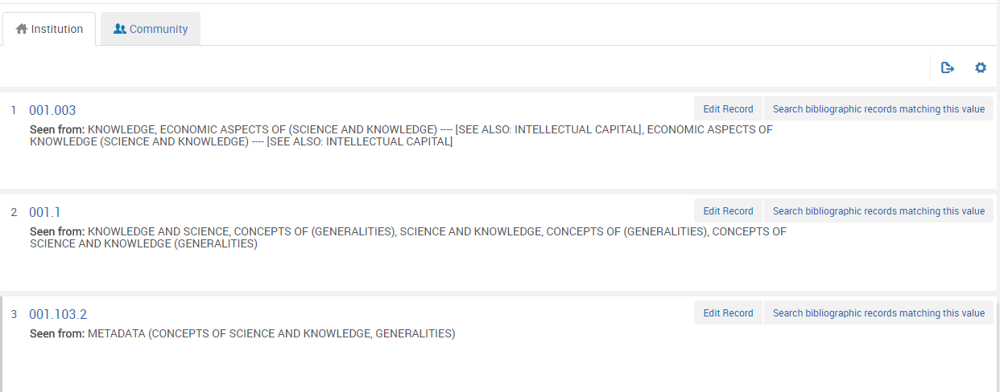 Institution Community
1 001.003 Edit Record Search bibliographic records matching this value
Seen from: KNOWLEDGE, ECONOMIC ASPECTS OF (SCIENCE AND KNOWLEDGE) ---- [SEE ALSO: INTELLECTUAL CAPITAL], ECONOMIC ASPECTS OF
KNOWLEDGE (SCIENCE AND KNOWLEDGE) ---- [SEE ALSO: INTELLECTUAL CAPITAL]
2 001.1 Edit Record Search bibliographic records matching this value
Seen from: KNOWLEDGE AND SCIENCE, CONCEPTS OF (GENERALITIES), SCIENCE AND KNOWLEDGE, CONCEPTS OF (GENERALITIES), CONCEPTS OF
SCIENCE AND KNOWLEDGE (GENERALITIES)
3 001.103.2 Edit Record Search bibliographic records matching this value
Seen from: METADATA (CONCEPTS OF SCIENCE AND KNOWLEDGE, GENERALITIES)